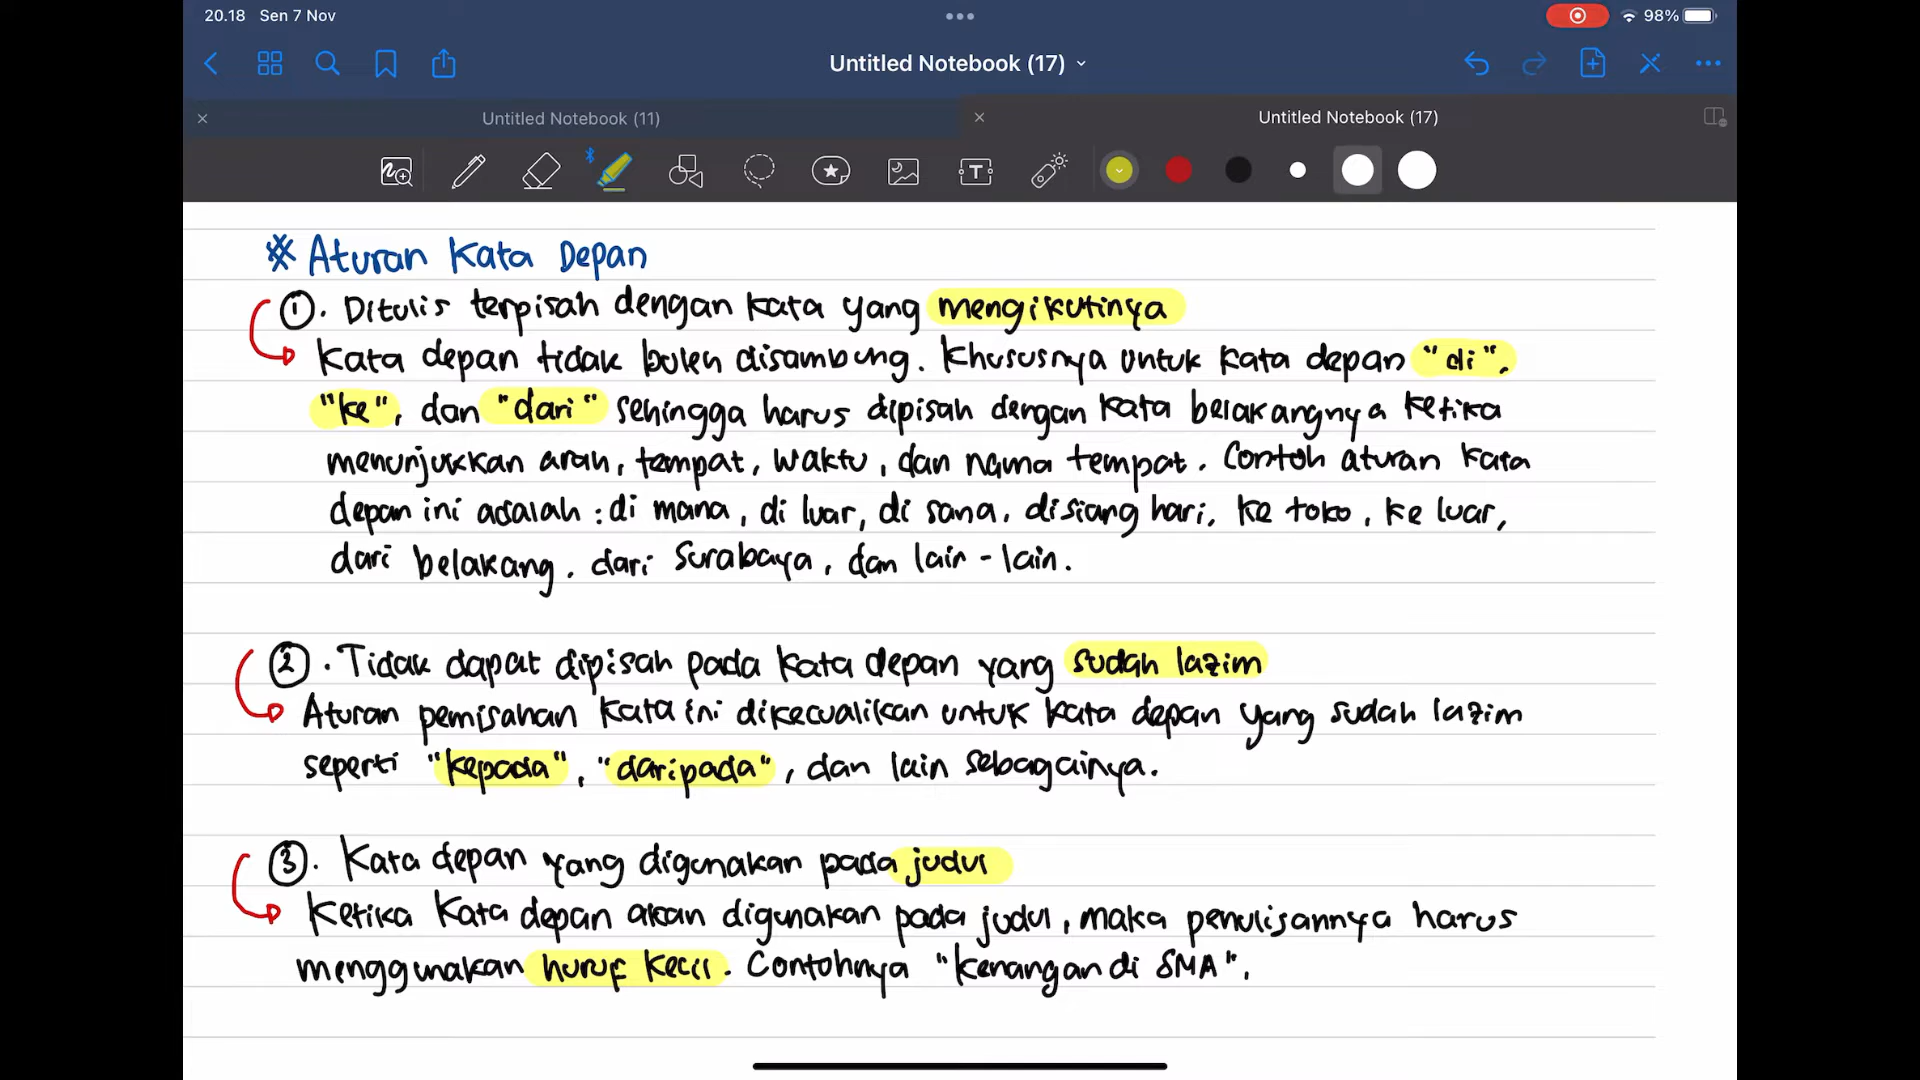 20.18 Sen 7 Nov
98%
Untitled Notebook (17)
Untitled Notebook (11)
Untitled Notebook (17)
* Aturan Kata Depan
1. Ditulis terpisah dengan kata yang mengikutinya
Kata depan tidak boleh disambung. Khususnya untuk kata depan "di",
"ke", dan "dari" sehingga harus dipisah dengan kata belakangnya ketika
menunjukkan arah, tempat, waktu, dan nama tempat. Contoh aturan kata
depan ini adalah : di mana, di luar, di sana, disiang hari, ke toko, ke luar,
dari belakang, dari Surabaya, dan lain - lain.
2. Tidak dapat dipisah pada kata depan yang sudah lazim
Aturan pemisahan kata ini dikecualikan untuk kata depan yang sudah lazim
seperti "kepada", "daripada", dan lain sebagainya.
3. Kata depan yang digunakan pada judul
Ketika kata depan akan digunakan pada judul, maka penulisannya harus
menggunakan huruf kecil. Contohnya "kenangan di SMA".